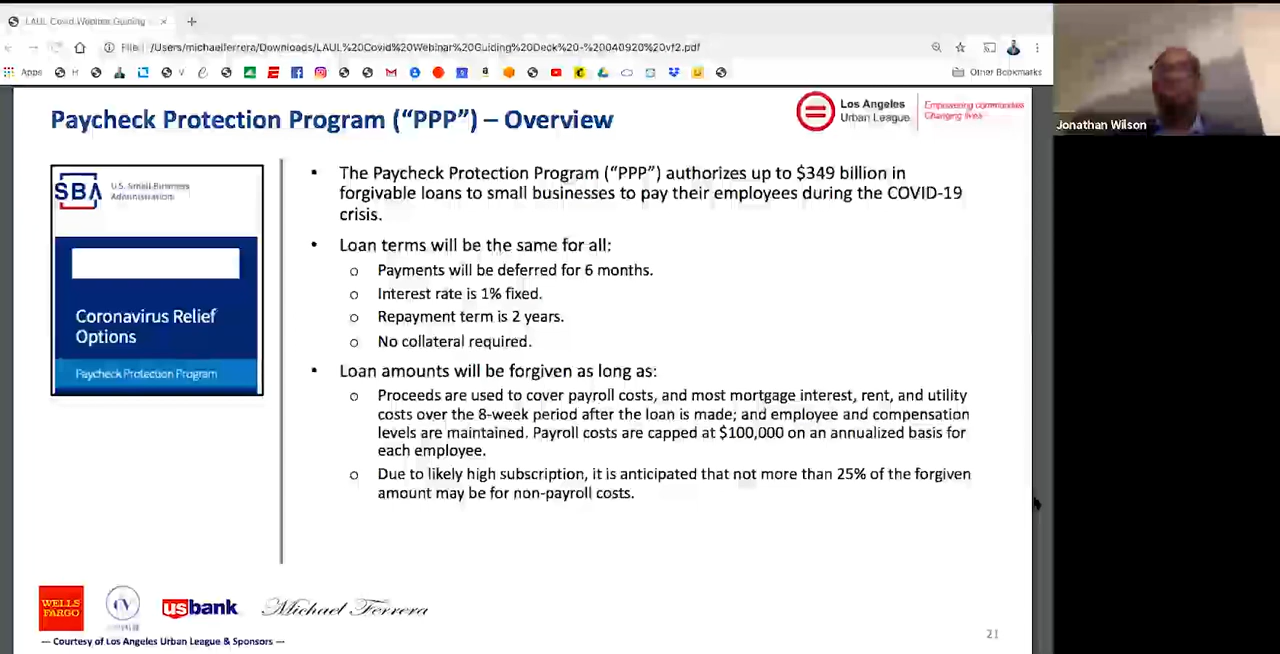 LAUL Covid Webinar Guiding
File
/Users/michaelferrera/Downloads/LAUL%20Covid%20Webinar%20Guiding%20Deck%20-%20040920%20vf2.pdf
Apps
H
V
Other Bookmarks
Paycheck Protection Program (“PPP”) – Overview
Los Angeles
Urban League
Empowering communities
Changing lives
Jonathan Wilson
SBA
U.S. Small Business
Administration
Coronavirus Relief
Options
Paycheck Protection Program
• The Paycheck Protection Program (“PPP”) authorizes up to $349 billion in
forgivable loans to small businesses to pay their employees during the COVID-19
crisis.
• Loan terms will be the same for all:
o Payments will be deferred for 6 months.
o Interest rate is 1% fixed.
o Repayment term is 2 years.
o No collateral required.
• Loan amounts will be forgiven as long as:
o Proceeds are used to cover payroll costs, and most mortgage interest, rent, and utility
costs over the 8-week period after the loan is made; and employee and compensation
levels are maintained. Payroll costs are capped at $100,000 on an annualized basis for
each employee.
o Due to likely high subscription, it is anticipated that not more than 25% of the forgiven
amount may be for non-payroll costs.
WELLS
FARGO
usbank
Michael Ferrera
— Courtesy of Los Angeles Urban League & Sponsors —
21